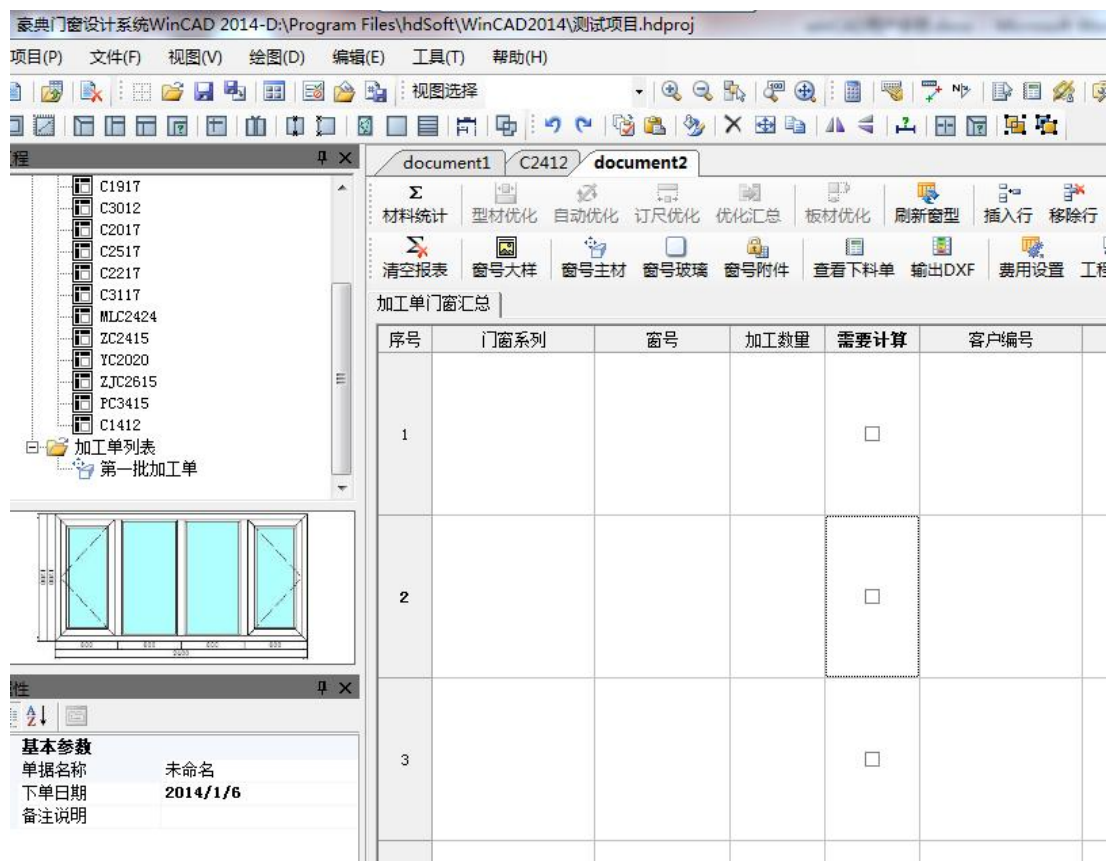 豪典门窗设计系统WinCAD 2014-D:\Program Files\hdSoft\WinCAD2014\测试项目.hdproj
项目(P) 文件(F) 视图(V) 绘图(D) 编辑(E) 工具(T) 帮助(H)
视图选择
程
document1 C2412 document2
C1917
C3012
C2017
C2517
C2217
C3117
MLC2424
ZC2415
YC2020
ZJC2615
PC3415
C1412
加工单列表
第一批加工单
材料统计 型材优化 自动优化 订尺优化 优化汇总 板材优化 刷新窗型 插入行 移除行
清空报表 窗号大样 窗号主材 窗号玻璃 窗号附件 查看下料单 输出DXF 费用设置 工程
加工单门窗汇总
序号 门窗系列 窗号 加工数量 需要计算 客户编号
1
2
3
性
基本参数
单据名称 未命名
下单日期 2014/1/6
备注说明